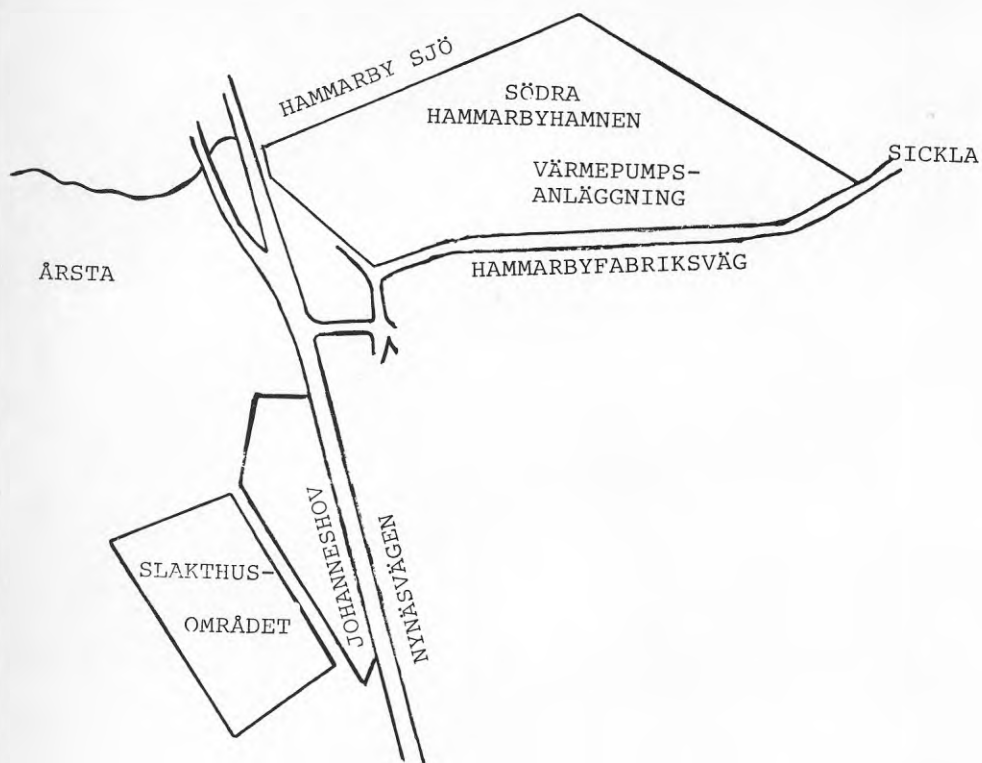 HAMMARBY SJÖ
SÖDRA
HAMMARBYHAMNEN
SICKLA
VÄRMEPUMPS-
ANLÄGGNING
HAMMARBYFABRIKSVÄG
ÅRSTA
JOHANNESHOV
NYNÄSVÄGEN
SLAKTHUS-
OMRÅDET